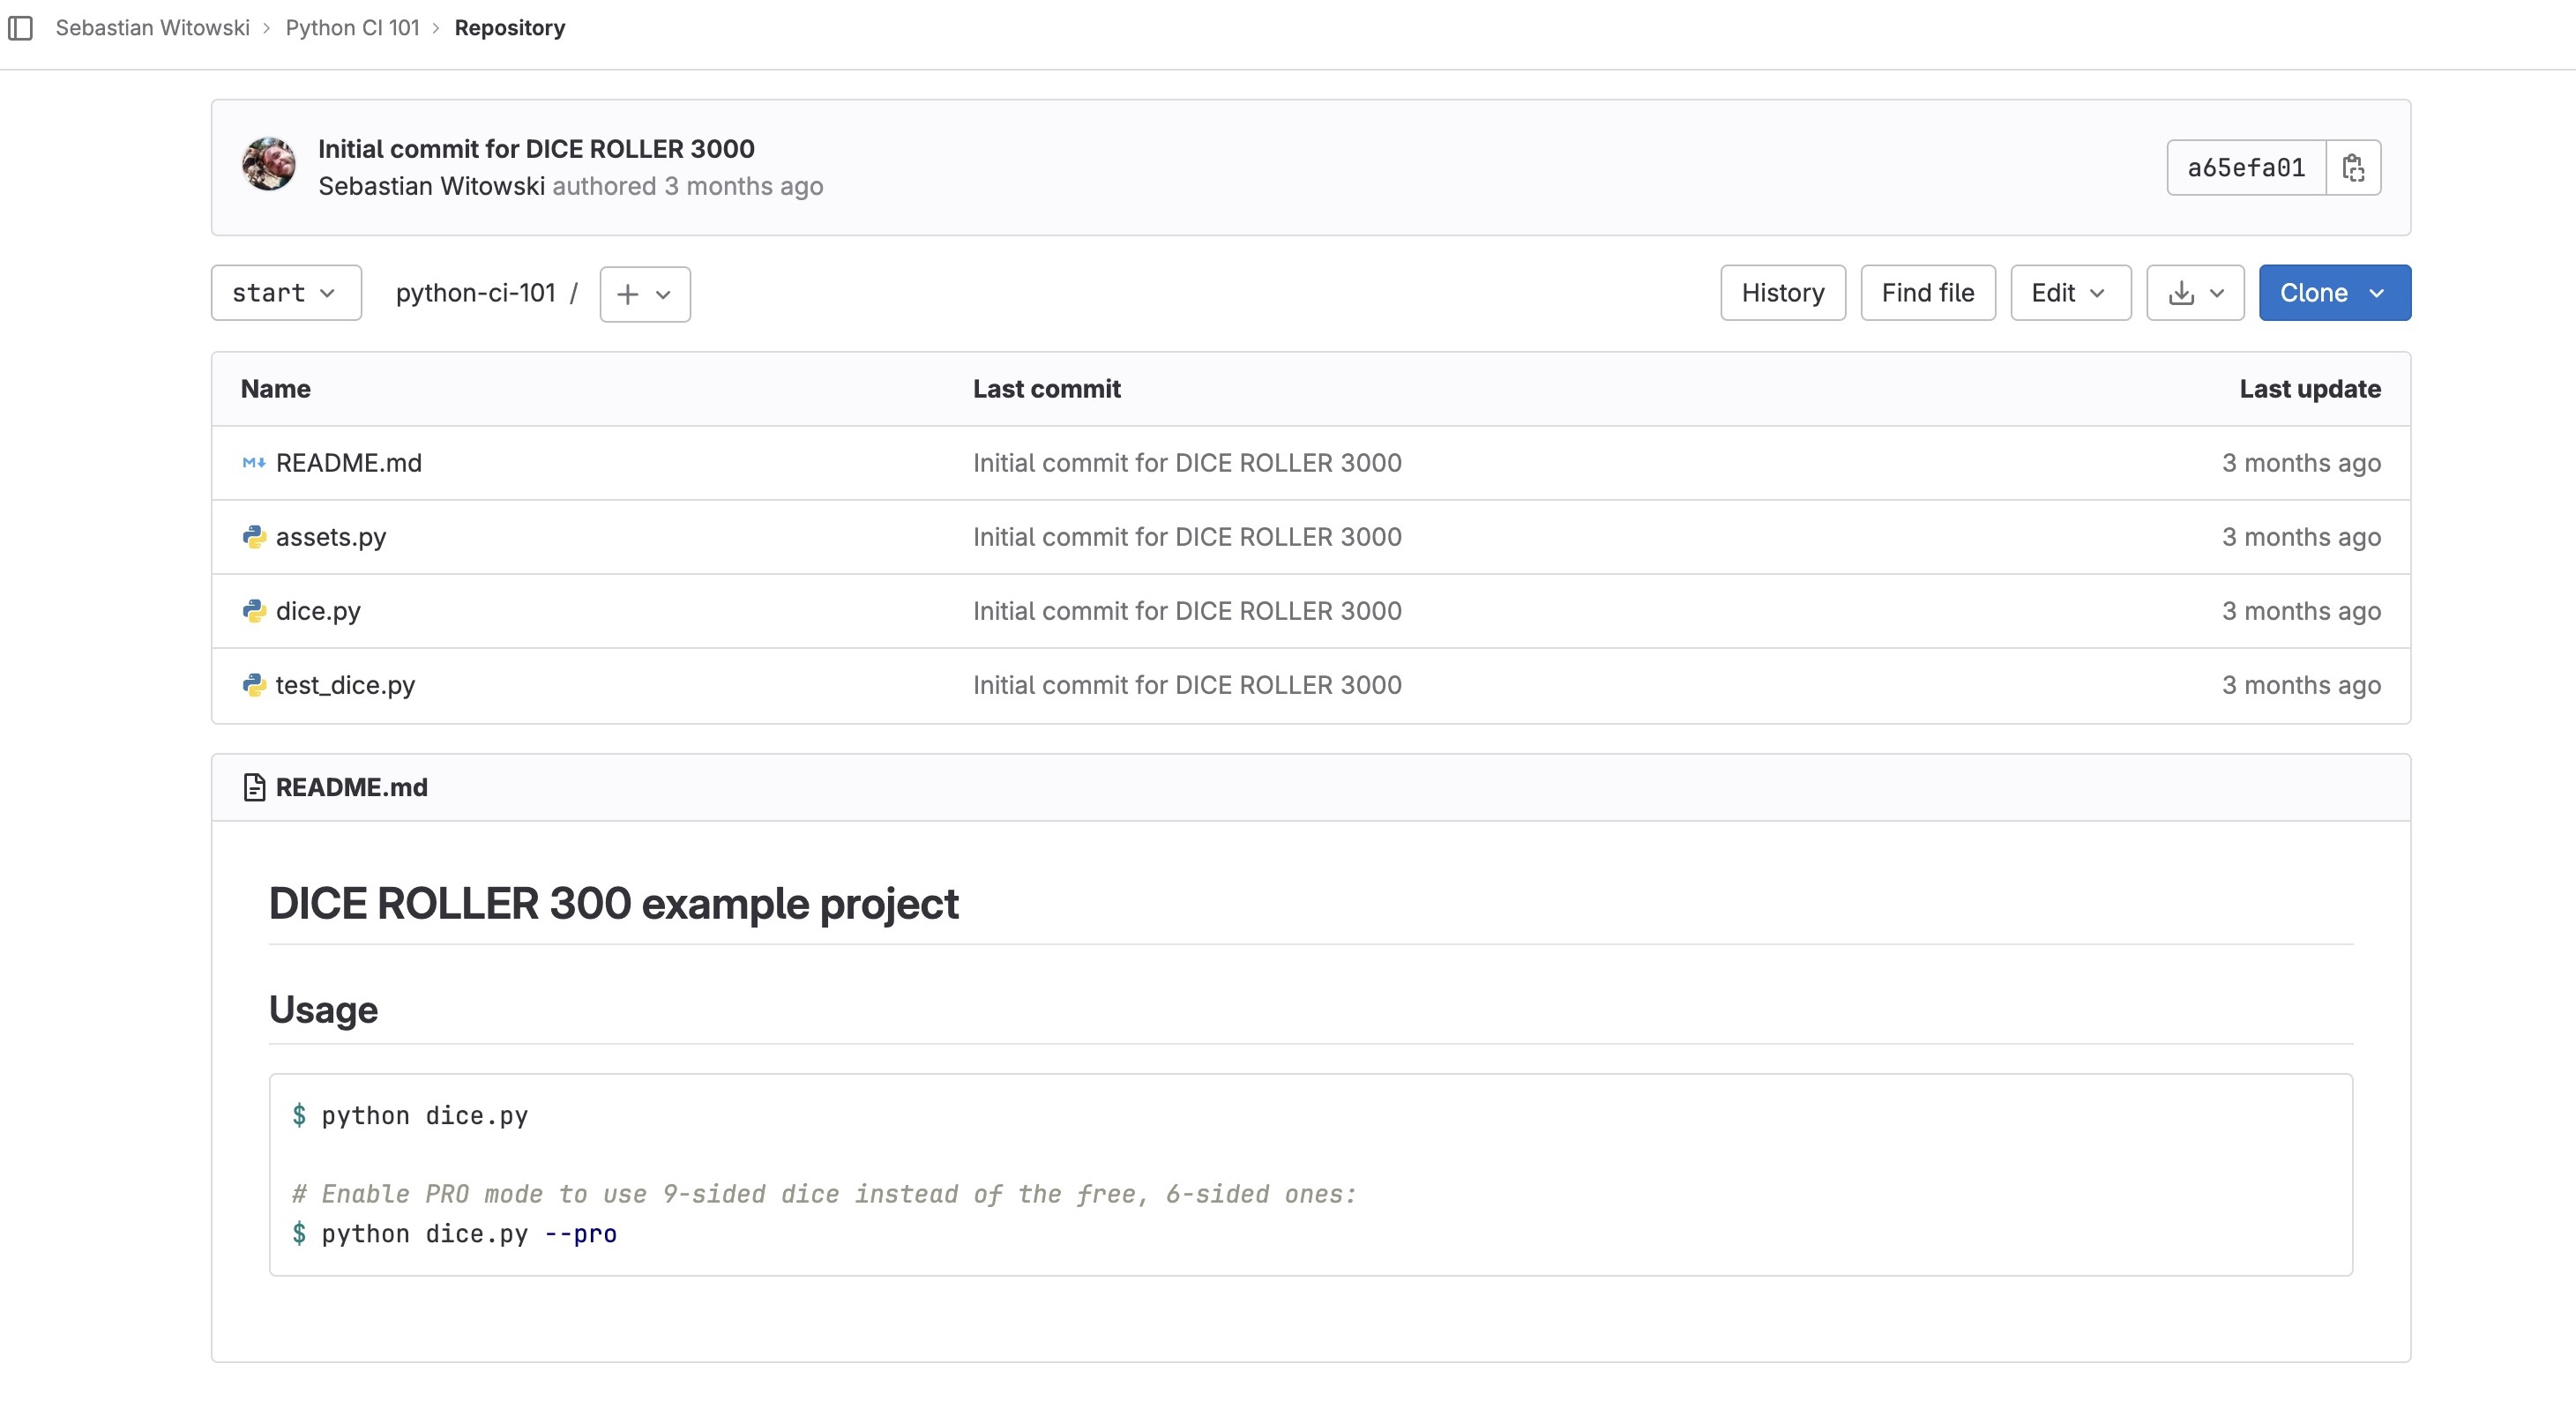 Sebastian Witowski > Python CI 101 > Repository
Initial commit for DICE ROLLER 3000
Sebastian Witowski authored 3 months ago
a65efa01
start
python-ci-101 /
+
History
Find file
Edit
Clone
Name Last commit Last update
README.md Initial commit for DICE ROLLER 3000 3 months ago
assets.py Initial commit for DICE ROLLER 3000 3 months ago
dice.py Initial commit for DICE ROLLER 3000 3 months ago
test_dice.py Initial commit for DICE ROLLER 3000 3 months ago
README.md
DICE ROLLER 300 example project
Usage
$ python dice.py
# Enable PRO mode to use 9-sided dice instead of the free, 6-sided ones:
$ python dice.py --pro